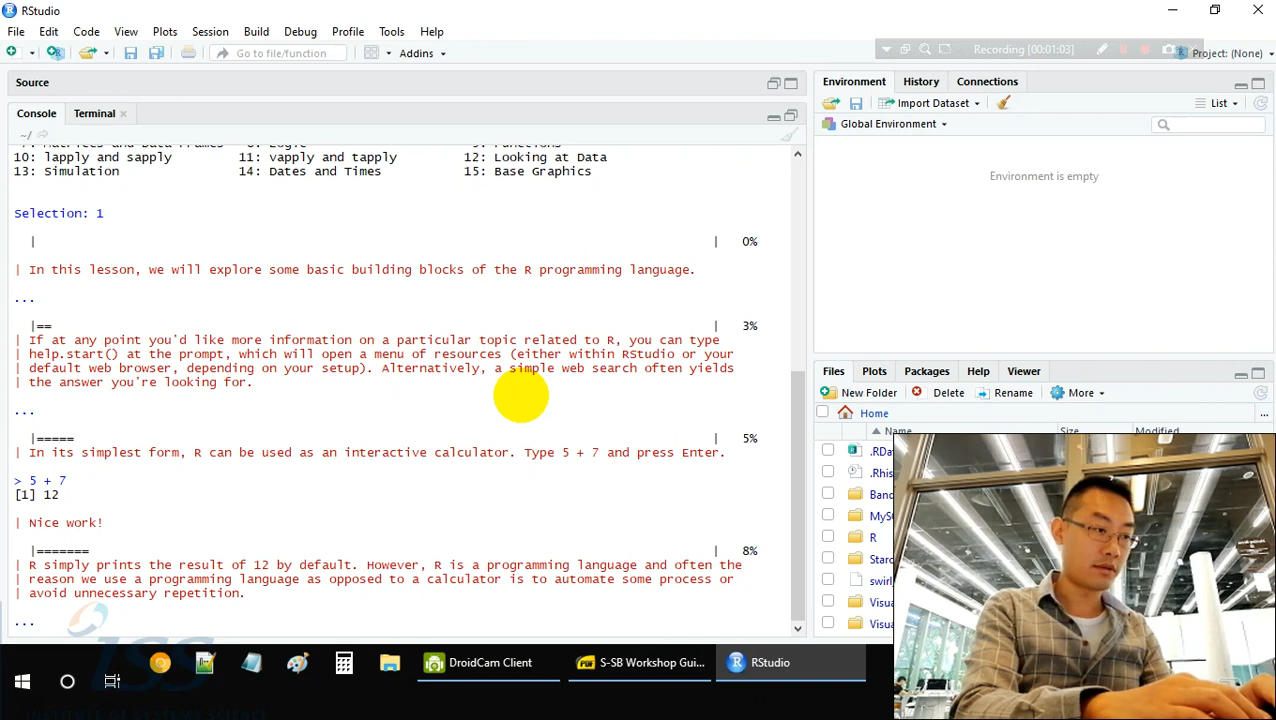 RStudio
File Edit Code View Plots Session Build Debug Profile Tools Help
Go to file/function Addins Recording [00:01:03] Project: (None)
Source
Console Terminal
~/
10: lapply and sapply 11: vapply and tapply 12: Looking at Data
13: Simulation 14: Dates and Times 15: Base Graphics
Selection: 1
| | 0%
| In this lesson, we will explore some basic building blocks of the R programming language.
...
|== | 3%
| If at any point you'd like more information on a particular topic related to R, you can type
| help.start() at the prompt, which will open a menu of resources (either within RStudio or your
| default web browser, depending on your setup). Alternatively, a simple web search often yields
| the answer you're looking for.
...
|===== | 5%
| In its simplest form, R can be used as an interactive calculator. Type 5 + 7 and press Enter.
> 5 + 7
[1] 12
| Nice work!
|======= | 8%
| R simply prints the result of 12 by default. However, R is a programming language and often the
| reason we use a programming language as opposed to a calculator is to automate some process or
| avoid unnecessary repetition.
...
Environment History Connections
Import Dataset List
Global Environment
Environment is empty
Files Plots Packages Help Viewer
New Folder Delete Rename More
Home ...
Name Size Modified
.RDa
.Rhis
Band
R
swirl
Visua
Visua
ISS
DroidCam Client S-SB Workshop Gui... RStudio